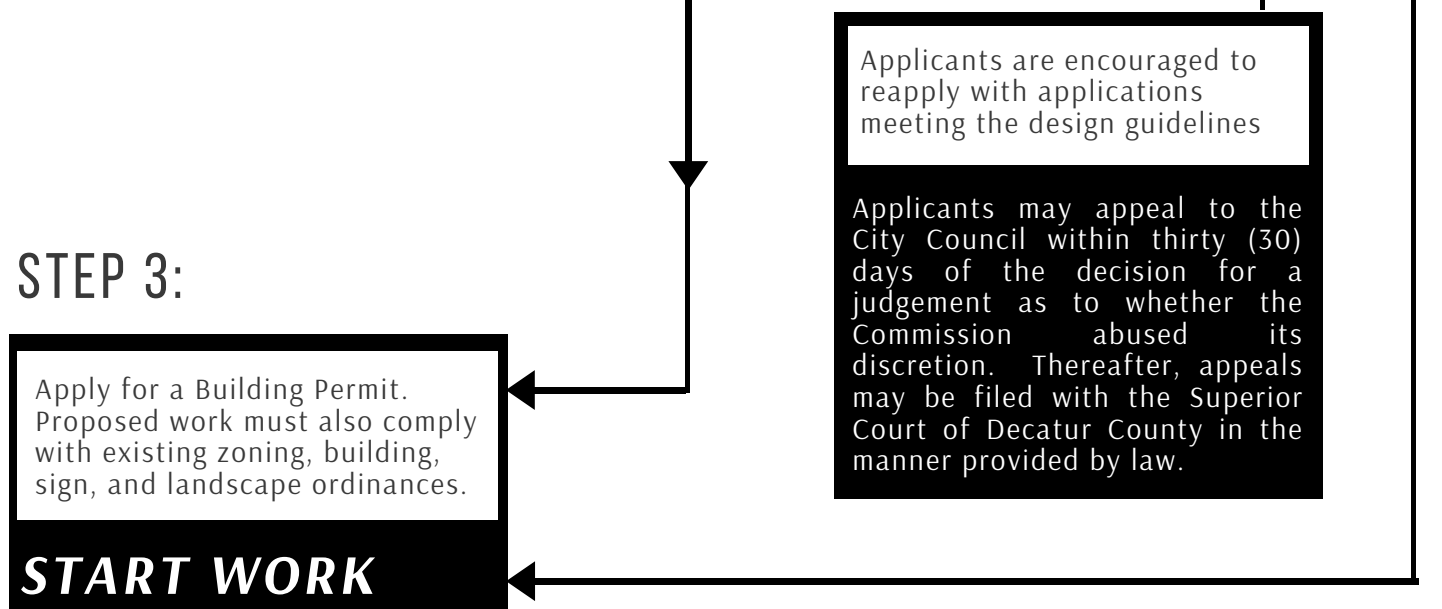 Applicants are encouraged to
reapply with applications
meeting the design guidelines
Applicants may appeal to the
City Council within thirty (30)
days of the decision for a
judgement as to whether the
Commission abused its
discretion. Thereafter, appeals
may be filed with the Superior
Court of Decatur County in the
manner provided by law.
STEP 3:
Apply for a Building Permit.
Proposed work must also comply
with existing zoning, building,
sign, and landscape ordinances.
START WORK